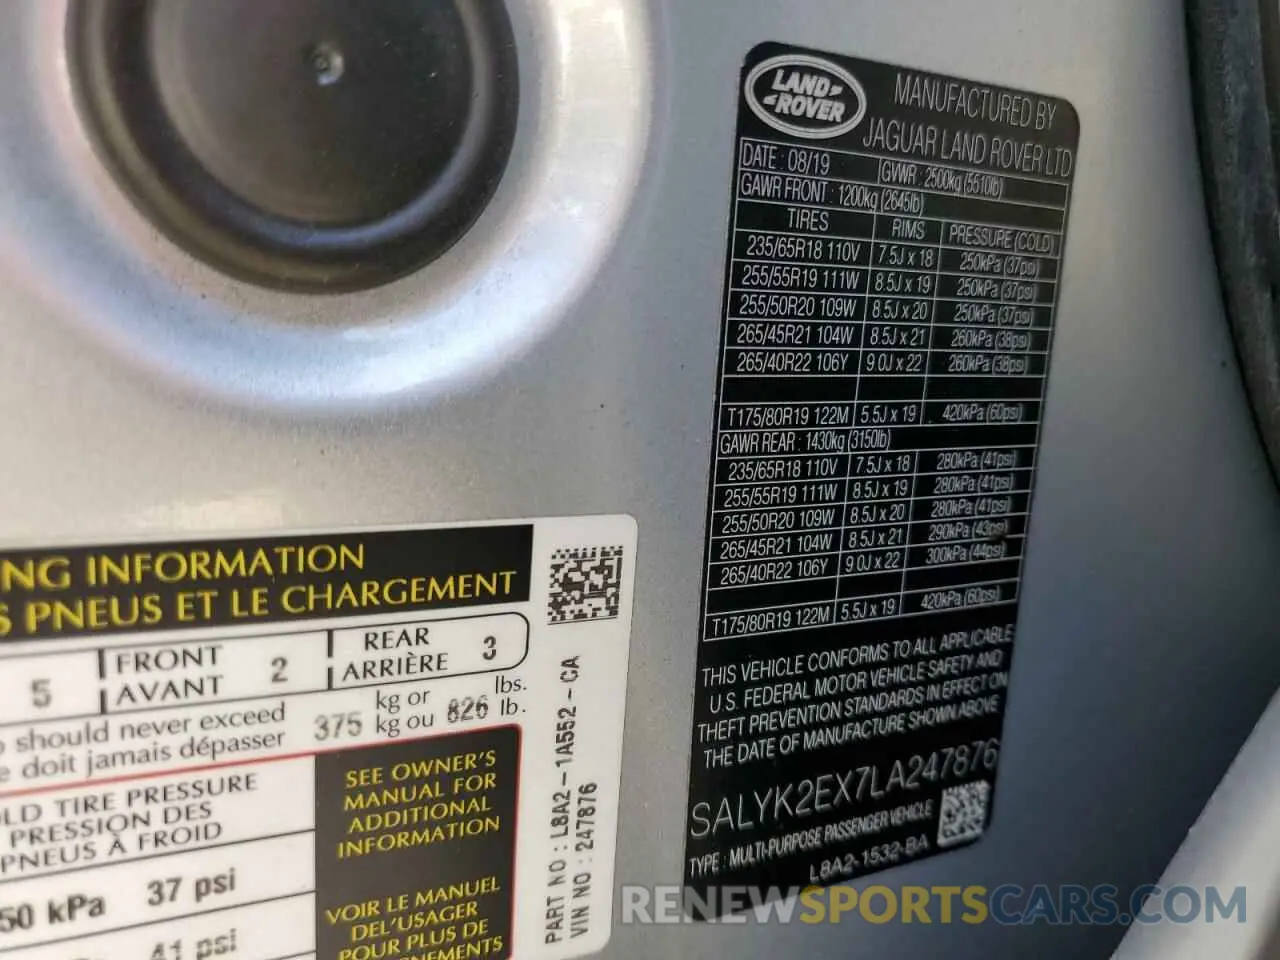 LAND ROVER
MANUFACTURED BY
JAGUAR LAND ROVER LTD
DATE : 08/19 GVWR : 2500kg (5510lb)
GAWR FRONT : 1200kg (2645lb)
TIRES RIMS PRESSURE (COLD)
235/65R18 110V 7.5J x 18 250kPa (37psi)
255/55R19 111W 8.5J x 19 250kPa (37psi)
255/50R20 109W 8.5J x 20 250kPa (37psi)
265/45R21 104W 8.5J x 21 260kPa (38psi)
265/40R22 106Y 9.0J x 22 260kPa (38psi)
T175/80R19 122M 5.5J x 19 420kPa (60psi)
GAWR REAR : 1430kg (3150lb)
235/65R18 110V 7.5J x 18 280kPa (41psi)
255/55R19 111W 8.5J x 19 280kPa (41psi)
255/50R20 109W 8.5J x 20 280kPa (41psi)
265/45R21 104W 8.5J x 21 290kPa (43psi)
265/40R22 106Y 9.0J x 22 300kPa (44psi)
T175/80R19 122M 5.5J x 19 420kPa (60psi)
THIS VEHICLE CONFORMS TO ALL APPLICABLE
U.S. FEDERAL MOTOR VEHICLE SAFETY AND
THEFT PREVENTION STANDARDS IN EFFECT ON
THE DATE OF MANUFACTURE SHOWN ABOVE
SALYK2EX7LA247876
TYPE : MULTI-PURPOSE PASSENGER VEHICLE
L8A2-1532-BA
NG INFORMATION
S PNEUS ET LE CHARGEMENT
5 FRONT AVANT 2 REAR ARRIÈRE 3
should never exceed 375 kg or 826 lbs.
e doit jamais dépasser kg ou lb.
LD TIRE PRESSURE
PRESSION DES
PNEUS À FROID
50 kPa 37 psi
41 psi
SEE OWNER'S
MANUAL FOR
ADDITIONAL
INFORMATION
VOIR LE MANUEL
DE L'USAGER
POUR PLUS DE
NEMENTS
PART NO : L8A2-1A552-CA
VIN NO : 247876
RENEWSPORTSCARS.COM